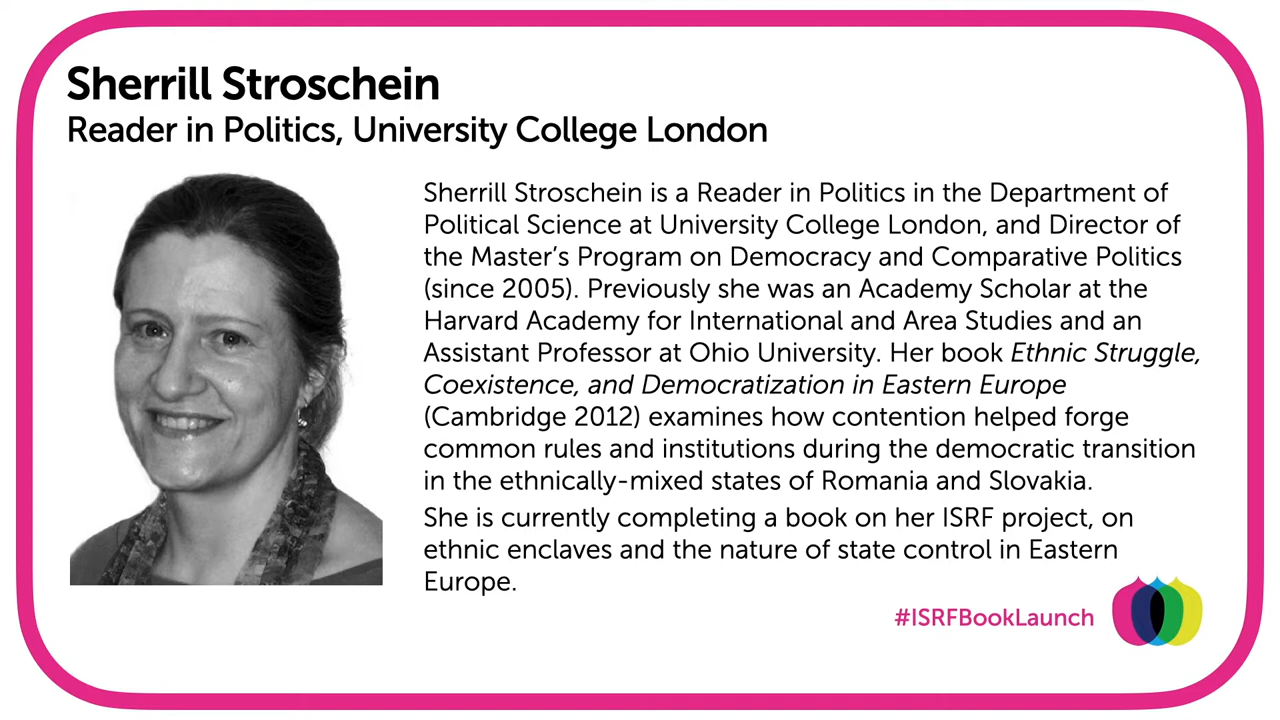 Sherrill Stroschein
Reader in Politics, University College London
Sherrill Stroschein is a Reader in Politics in the Department of
Political Science at University College London, and Director of
the Master’s Program on Democracy and Comparative Politics
(since 2005). Previously she was an Academy Scholar at the
Harvard Academy for International and Area Studies and an
Assistant Professor at Ohio University. Her book Ethnic Struggle,
Coexistence, and Democratization in Eastern Europe
(Cambridge 2012) examines how contention helped forge
common rules and institutions during the democratic transition
in the ethnically-mixed states of Romania and Slovakia.
She is currently completing a book on her ISRF project, on
ethnic enclaves and the nature of state control in Eastern
Europe.
#ISRFBookLaunch